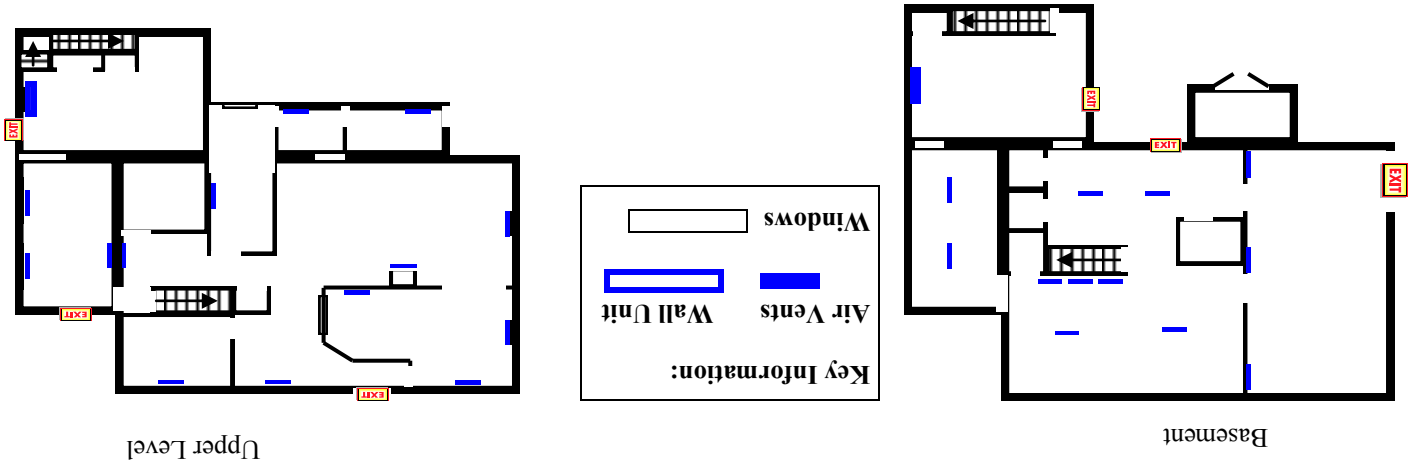 Basement
Upper Level
Key Information:
Air Vents
Wall Unit
Windows
EXIT
EXIT
EXIT
EXIT
EXIT
EXIT